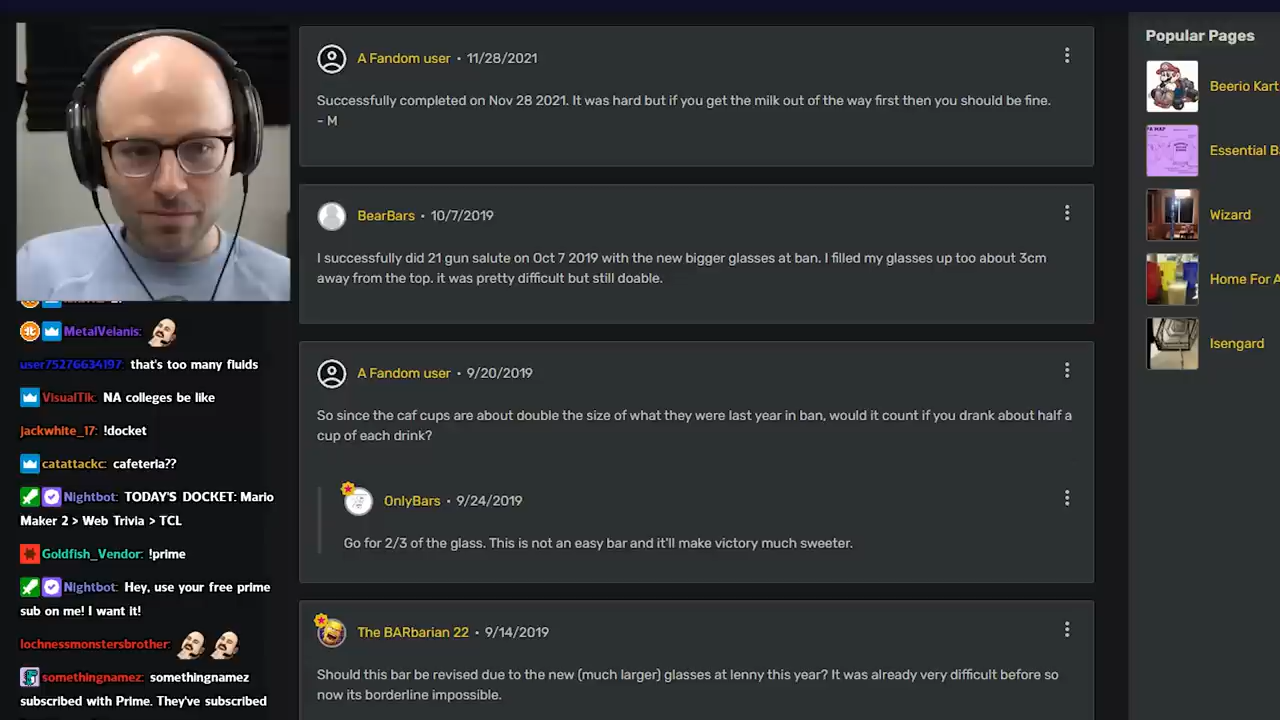 A Fandom user • 11/28/2021
Successfully completed on Nov 28 2021. It was hard but if you get the milk out of the way first then you should be fine.
- M
BearBars • 10/7/2019
I successfully did 21 gun salute on Oct 7 2019 with the new bigger glasses at ban. I filled my glasses up too about 3cm
away from the top. it was pretty difficult but still doable.
A Fandom user • 9/20/2019
So since the caf cups are about double the size of what they were last year in ban, would it count if you drank about half a
cup of each drink?
OnlyBars • 9/24/2019
Go for 2/3 of the glass. This is not an easy bar and it'll make victory much sweeter.
The BARbarian 22 • 9/14/2019
Should this bar be revised due to the new (much larger) glasses at lenny this year? It was already very difficult before so
now its borderline impossible.
Popular Pages
Beerio Kart
Essential B
Wizard
Home For A
Isengard
MetalVelanis:
user75276634197: that's too many fluids
VisualTik: NA colleges be like
jackwhite_17: !docket
catattackc: cafeteria??
Nightbot: TODAY'S DOCKET: Mario
Maker 2 > Web Trivia > TCL
Goldfish_Vendor: !prime
Nightbot: Hey, use your free prime
sub on me! I want it!
lochnessmonstersbrother:
somethingnamez: somethingnamez
subscribed with Prime. They've subscribed